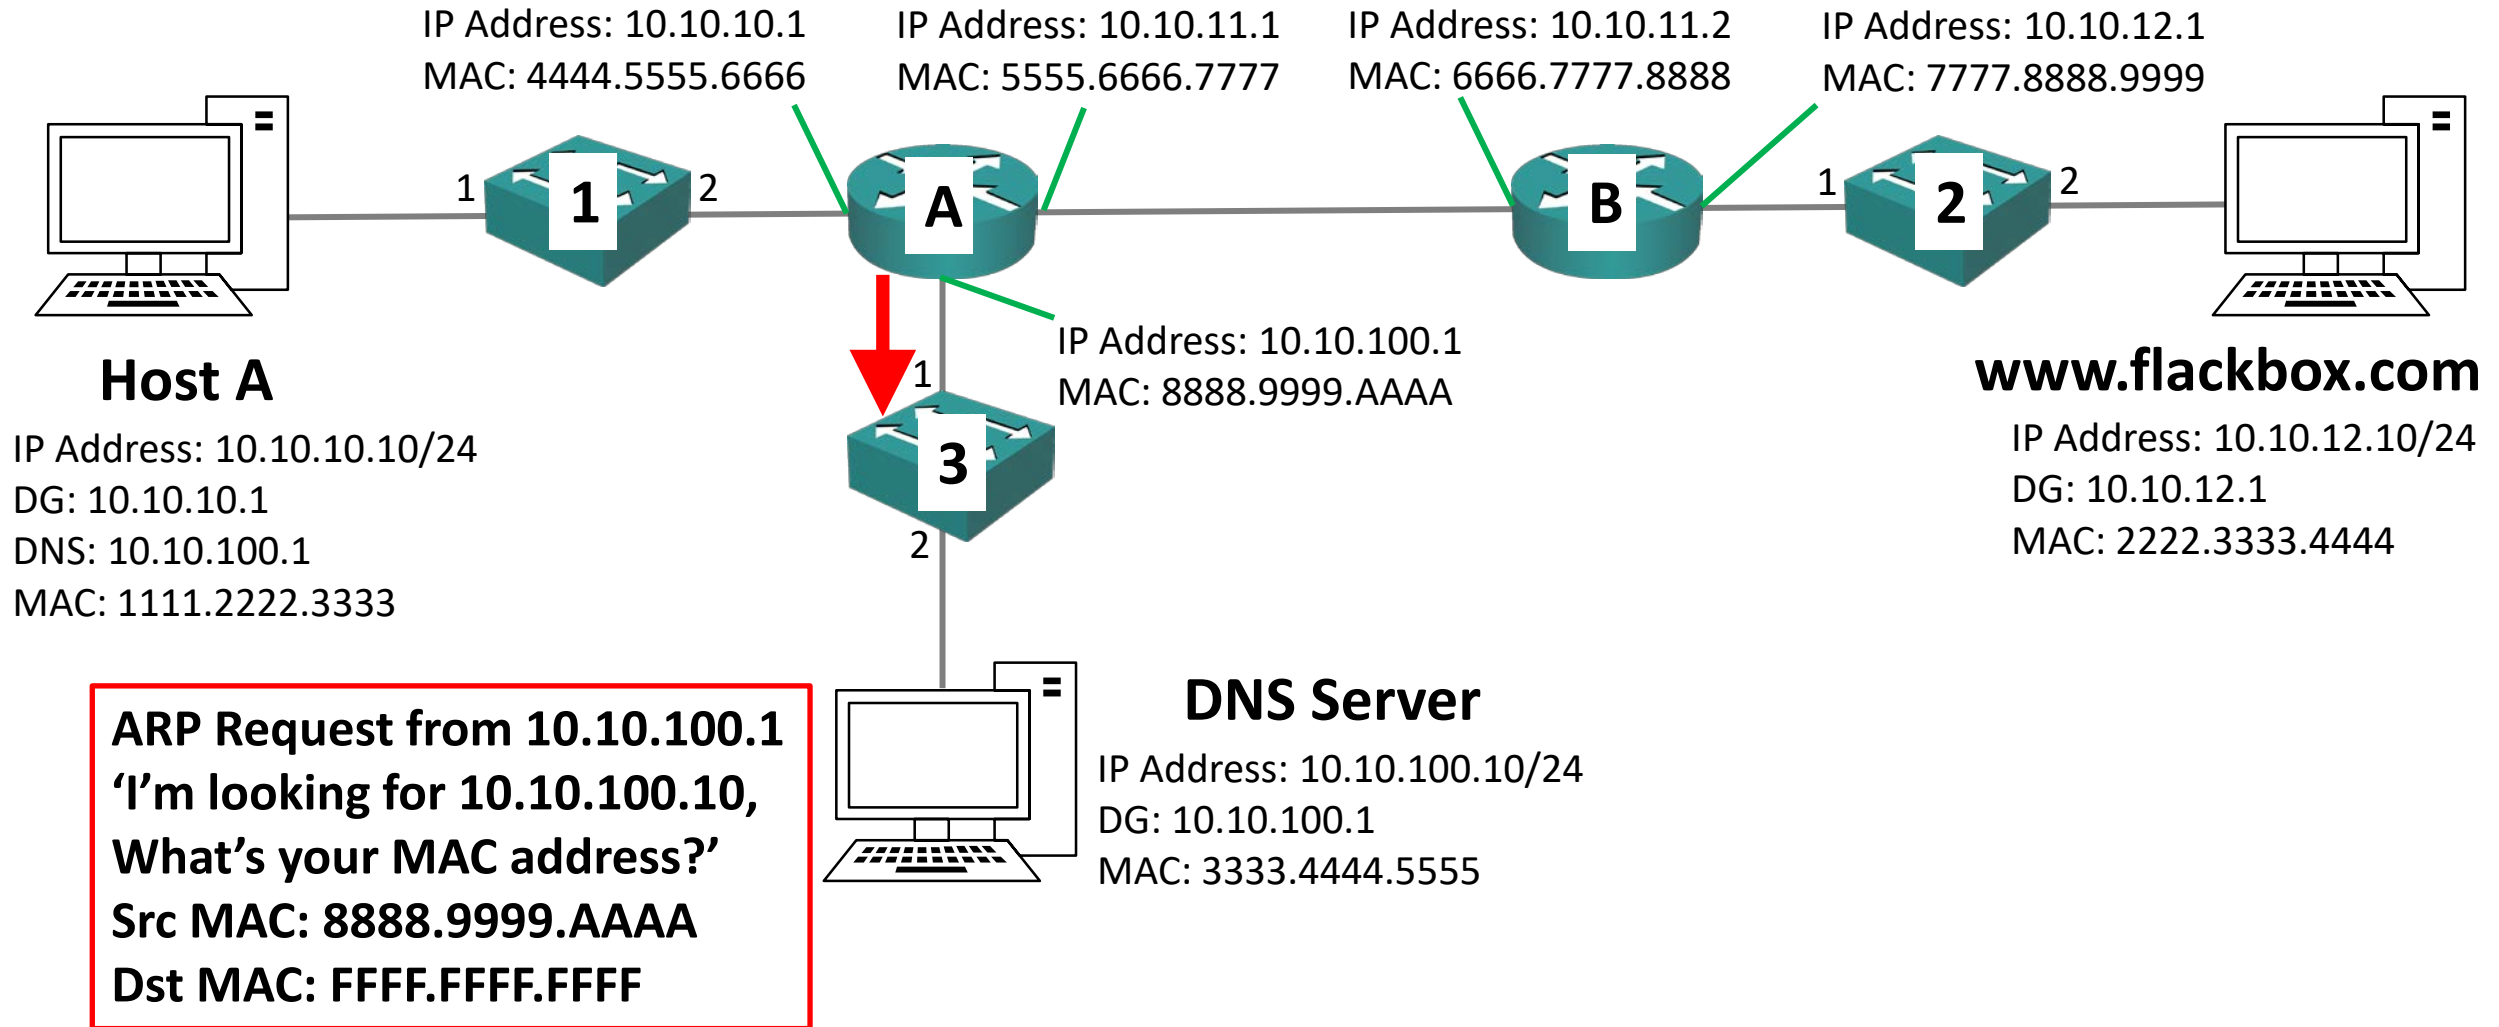 IP Address: 10.10.10.1
MAC: 4444.5555.6666
IP Address: 10.10.11.1
MAC: 5555.6666.7777
IP Address: 10.10.11.2
MAC: 6666.7777.8888
IP Address: 10.10.12.1
MAC: 7777.8888.9999
1
1
2
A
B
1
2
2
Host A
IP Address: 10.10.10.10/24
DG: 10.10.10.1
DNS: 10.10.100.1
MAC: 1111.2222.3333
IP Address: 10.10.100.1
MAC: 8888.9999.AAAA
1
3
2
www.flackbox.com
IP Address: 10.10.12.10/24
DG: 10.10.12.1
MAC: 2222.3333.4444
ARP Request from 10.10.100.1
‘I’m looking for 10.10.100.10,
What’s your MAC address?’
Src MAC: 8888.9999.AAAA
Dst MAC: FFFF.FFFF.FFFF
DNS Server
IP Address: 10.10.100.10/24
DG: 10.10.100.1
MAC: 3333.4444.5555